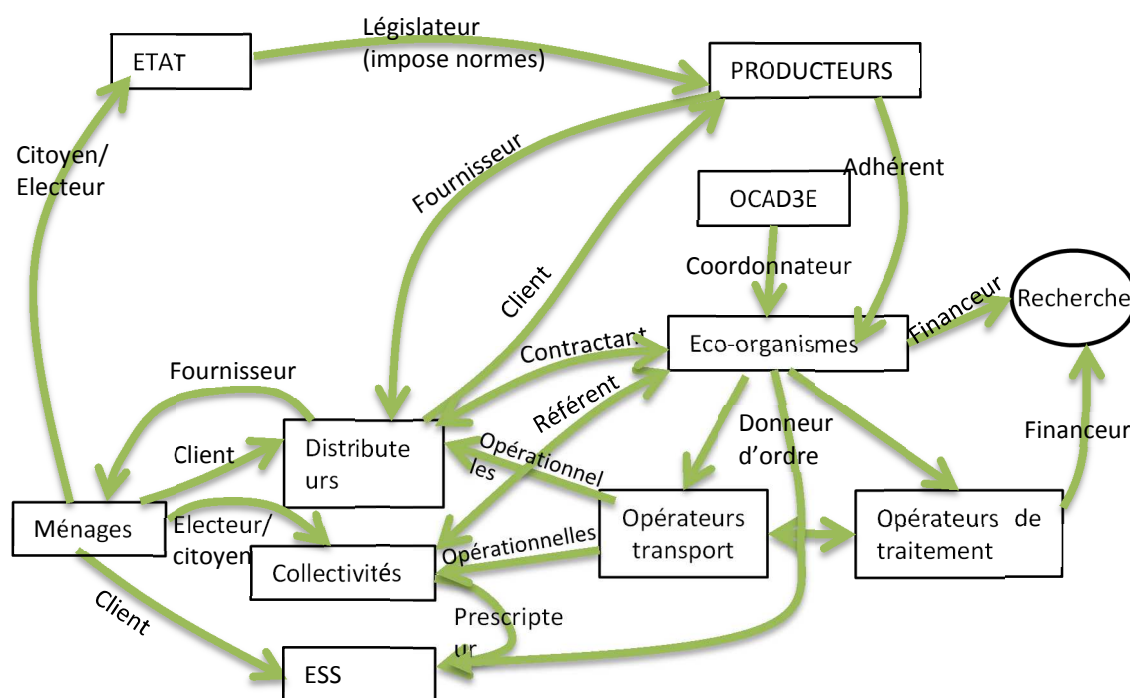 Législateur
(impose normes)
ETAT
PRODUCTEURS
Citoyen/
Electeur
Fournisseur
Adhérent
OCAD3E
Coordonnateur
Client
Financeur
Recherche
Contractant
Eco-organismes
Fournisseur
Référent
Donneur
d'ordre
Financeur
Client
Distribute
urs
Opérationnel
les
Ménages
Electeur/
citoyen
Opérateurs
transport
Opérateurs de
traitement
Opérationnelles
Collectivités
Client
Prescripte
ur
ESS